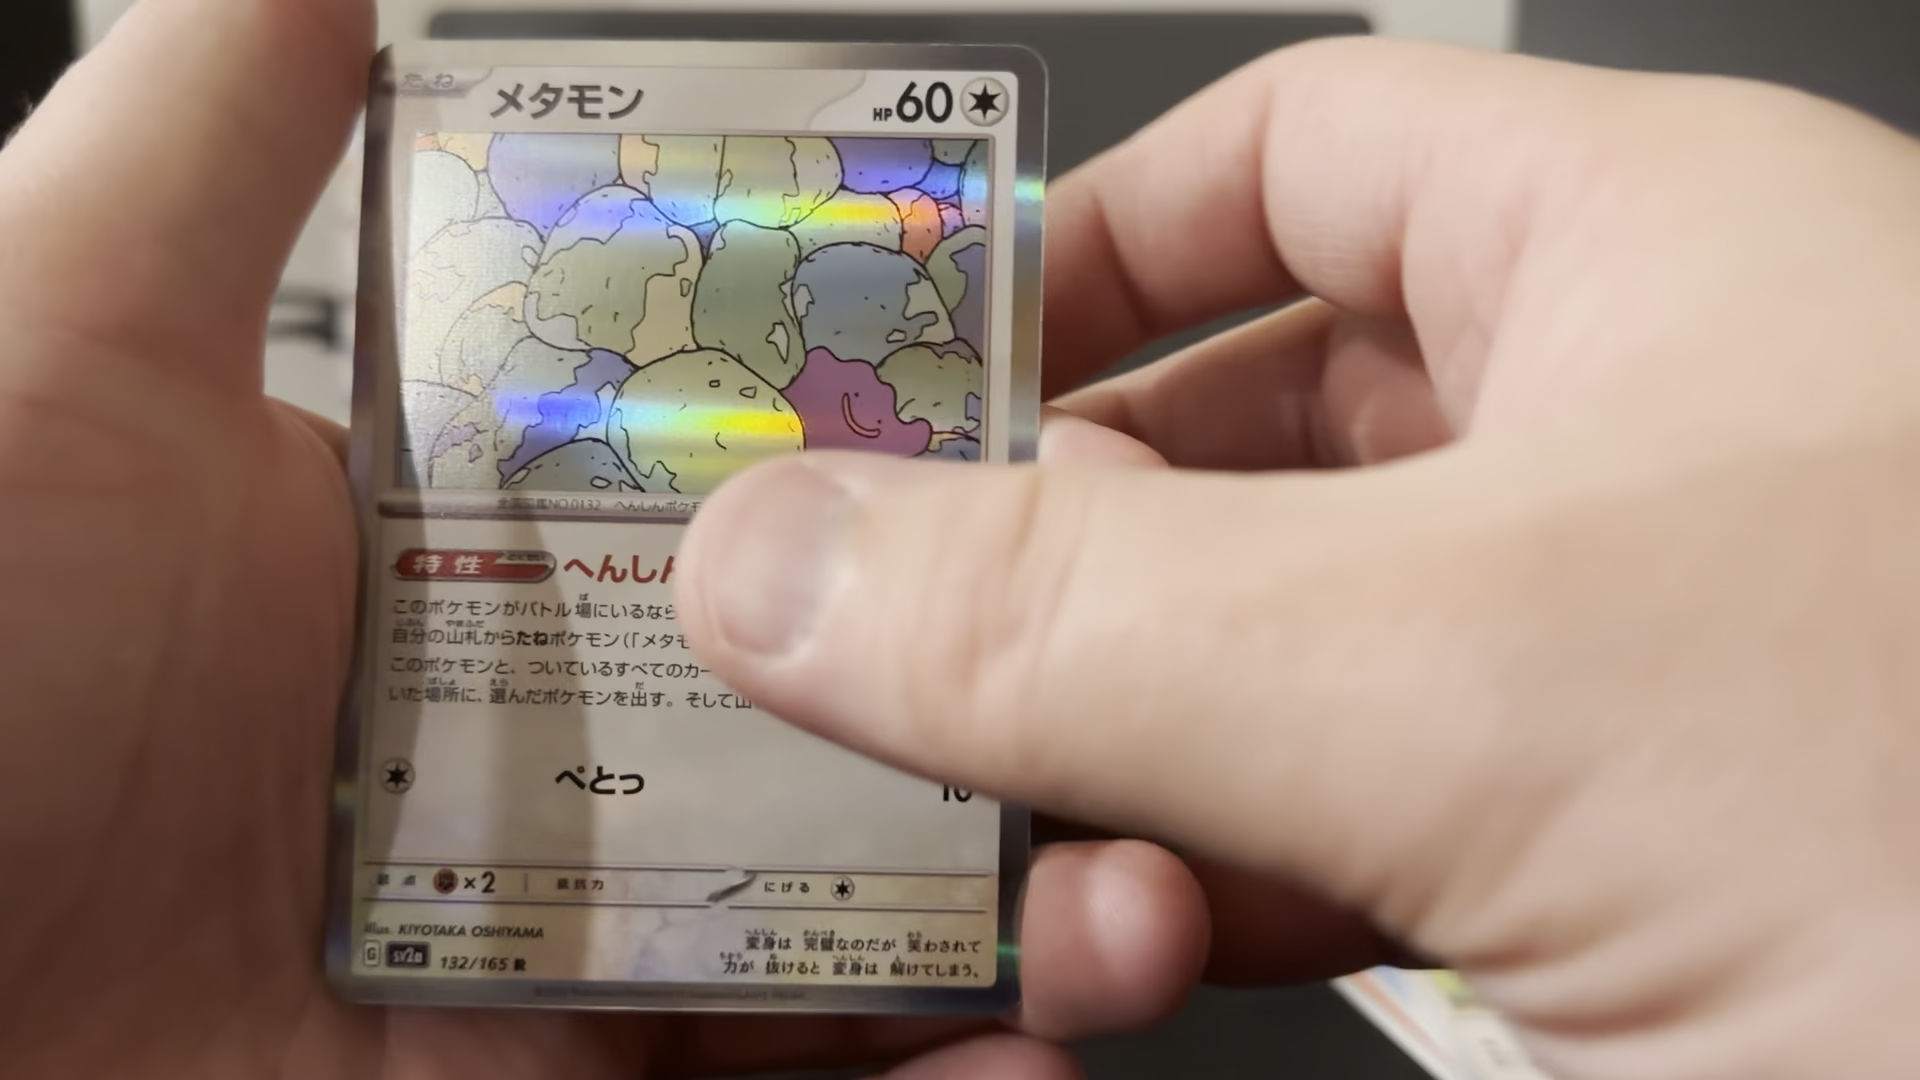 たね メタモン HP60
全国図鑑NO.0132 へんしんポケモ
特性 へんしん
このポケモンがバトル場にいるなら
自分の山札からたねポケモン(「メタモ
このポケモンと、ついているすべてのカー
いた場所に、選んだポケモンを出す。そして山
ぺとっ 10
弱点 ×2 抵抗力 にげる
Illus. KIYOTAKA OSHIYAMA
G sv2a 132/165 R
変身は 完璧なのだが 笑わされて
力が 抜けると 変身は 解けてしまう。